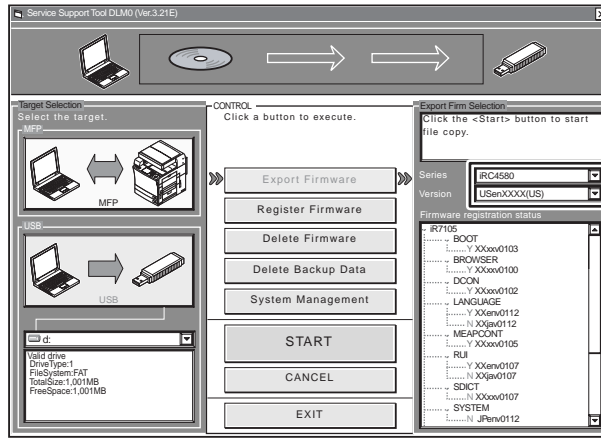 Service Support Tool DLM0 (Ver.3.21E)
Target Selection
Select the target.
MFP
MFP
USB
USB
d:
Valid drive
DriveType:1
FileSystem:FAT
TotalSize:1,001MB
FreeSpace:1,001MB
CONTROL
Click a button to execute.
Export Firmware
Register Firmware
Delete Firmware
Delete Backup Data
System Management
START
CANCEL
EXIT
Export Firm Selection
Click the <Start> button to start
file copy.
Series iRC4580
Version USenXXXX(US)
Firmware registration status
iR7105
BOOT
Y XXxxv0103
BROWSER
Y XXxxv0100
DCON
Y XXxxv0102
LANGUAGE
Y XXenv0112
N XXjav0112
MEAPCONT
Y XXxxv0105
RUI
Y XXenv0107
N XXjav0107
SDICT
N XXxxv0107
SYSTEM
N JPenv0112